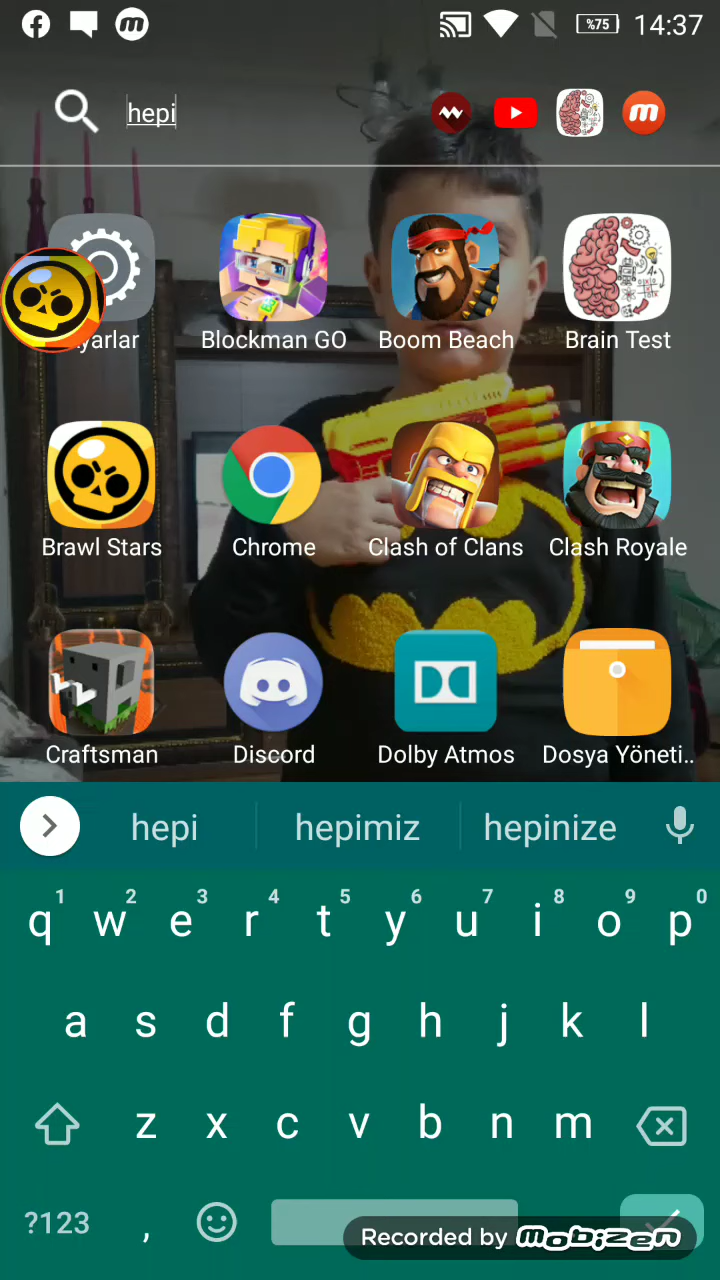 %75 14:37
hepi
yarlar Blockman GO Boom Beach Brain Test
Brawl Stars Chrome Clash of Clans Clash Royale
Craftsman Discord Dolby Atmos Dosya Yöneti..
hepi hepimiz hepinize
1 2 3 4 5 6 7 8 9 0
q w e r t y u i o p
a s d f g h j k l
z x c v b n m
?123 ,
Recorded by mobizen